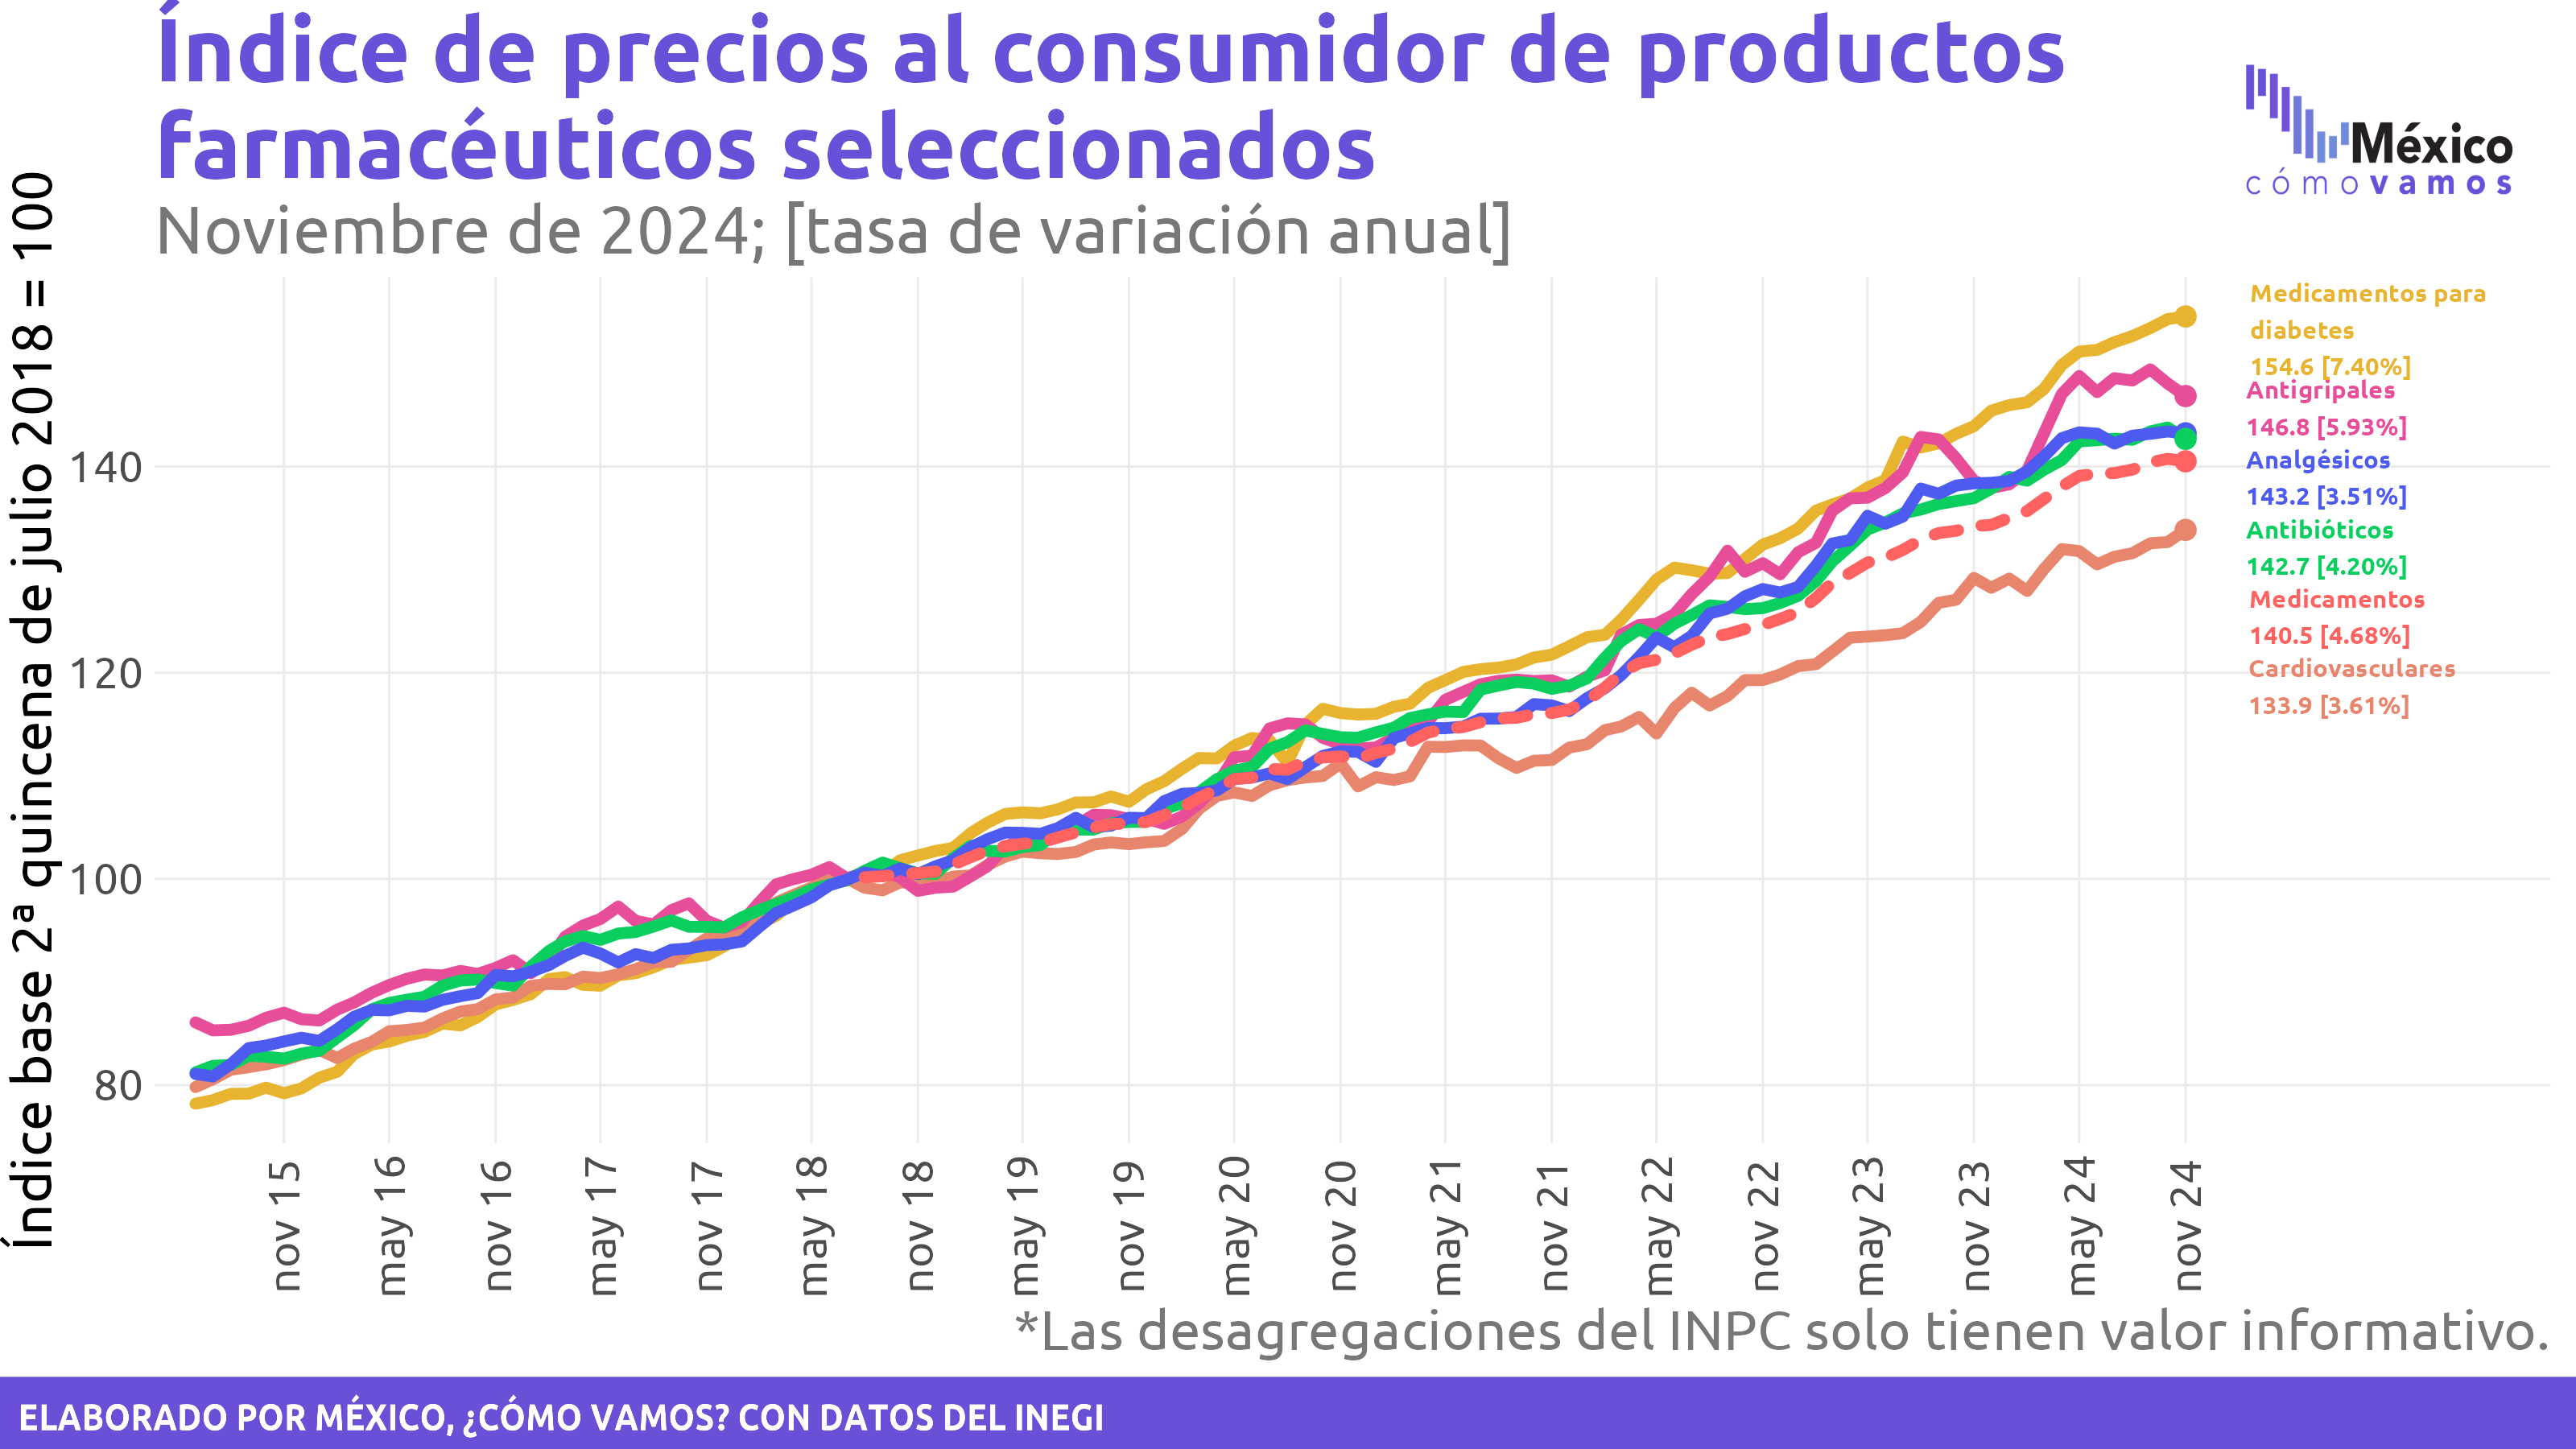 Índice de precios al consumidor de productos
farmacéuticos seleccionados
Noviembre de 2024; [tasa de variación anual]
México
cómo vamos
Índice base 2ª quincena de julio 2018 = 100
140
120
100
80
Medicamentos para
diabetes
154.6 [7.40%]
Antigripales
146.8 [5.93%]
Analgésicos
143.2 [3.51%]
Antibióticos
142.7 [4.20%]
Medicamentos
140.5 [4.68%]
Cardiovasculares
133.9 [3.61%]
nov 15
may 16
nov 16
may 17
nov 17
may 18
nov 18
may 19
nov 19
may 20
nov 20
may 21
nov 21
may 22
nov 22
may 23
nov 23
may 24
nov 24
*Las desagregaciones del INPC solo tienen valor informativo.
ELABORADO POR MÉXICO, ¿CÓMO VAMOS? CON DATOS DEL INEGI